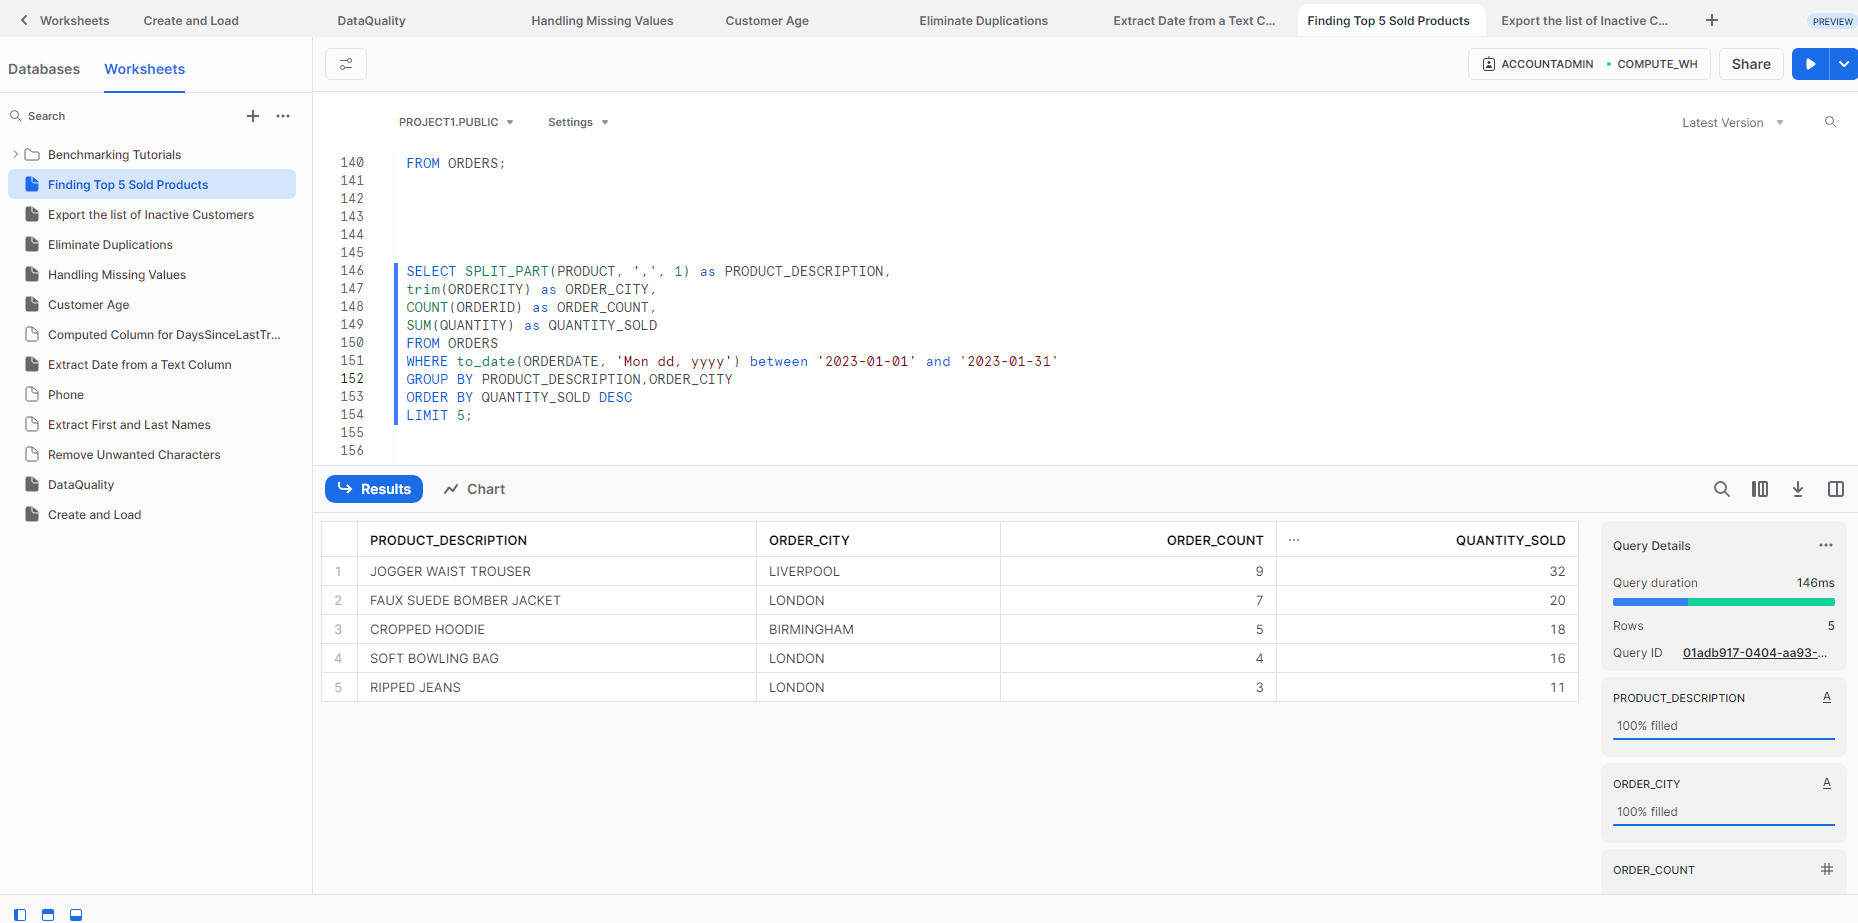 Worksheets Create and Load DataQuality Handling Missing Values Customer Age Eliminate Duplications Extract Date from a Text C... Finding Top 5 Sold Products Export the list of Inactive C... PREVIEW
Databases Worksheets
ACCOUNTADMIN COMPUTE_WH Share
Search
PROJECT1.PUBLIC Settings Latest Version
Benchmarking Tutorials
Finding Top 5 Sold Products
Export the list of Inactive Customers
Eliminate Duplications
Handling Missing Values
Customer Age
Computed Column for DaysSinceLastTr...
Extract Date from a Text Column
Phone
Extract First and Last Names
Remove Unwanted Characters
DataQuality
Create and Load
140 FROM ORDERS;
141
142
143
144
145
146 SELECT SPLIT_PART(PRODUCT, ',', 1) as PRODUCT_DESCRIPTION,
147 trim(ORDERCITY) as ORDER_CITY,
148 COUNT(ORDERID) as ORDER_COUNT,
149 SUM(QUANTITY) as QUANTITY_SOLD
150 FROM ORDERS
151 WHERE to_date(ORDERDATE, 'Mon dd, yyyy') between '2023-01-01' and '2023-01-31'
152 GROUP BY PRODUCT_DESCRIPTION,ORDER_CITY
153 ORDER BY QUANTITY_SOLD DESC
154 LIMIT 5;
155
156
Results Chart
PRODUCT_DESCRIPTION ORDER_CITY ORDER_COUNT ... QUANTITY_SOLD
1 JOGGER WAIST TROUSER LIVERPOOL 9 32
2 FAUX SUEDE BOMBER JACKET LONDON 7 20
3 CROPPED HOODIE BIRMINGHAM 5 18
4 SOFT BOWLING BAG LONDON 4 16
5 RIPPED JEANS LONDON 3 11
Query Details
Query duration 146ms
Rows 5
Query ID 01adb917-0404-aa93-...
PRODUCT_DESCRIPTION A
100% filled
ORDER_CITY A
100% filled
ORDER_COUNT #